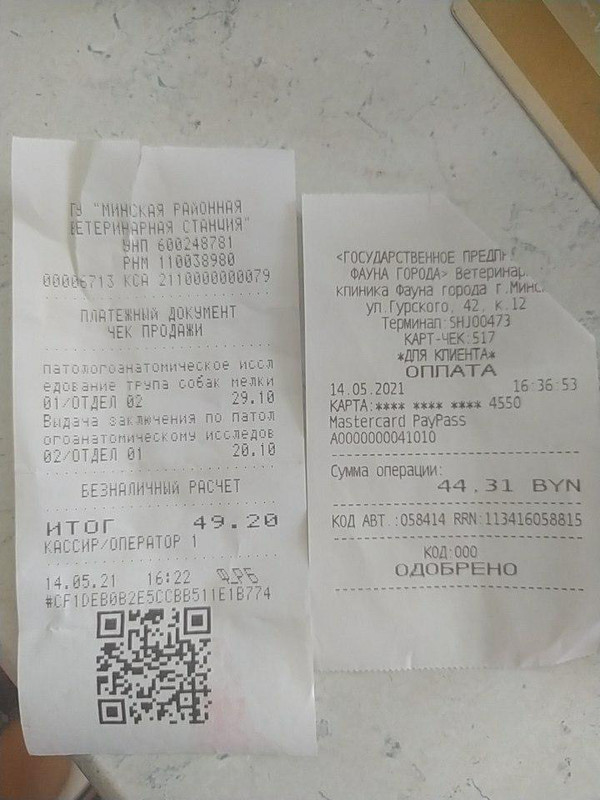 ГУ "МИНСКАЯ РАЙОННАЯ
ВЕТЕРИНАРНАЯ СТАНЦИЯ"
УНП 600248781
РНМ 110038980
00006713 КСА 2110000000079
ПЛАТЕЖНЫЙ ДОКУМЕНТ
ЧЕК ПРОДАЖИ
патологоанатомическое иссл
едование трупа собак мелки
01/ОТДЕЛ 02 29.10
Выдача заключения по патол
огоанатомическому исследов
02/ОТДЕЛ 01 20.10
БЕЗНАЛИЧНЫЙ РАСЧЕТ
ИТОГ 49.20
КАССИР/ОПЕРАТОР 1
14.05.21 16:22 Ф_РБ
#CF1DEB0B2E5CCBB511E1B774
<ГОСУДАРСТВЕННОЕ ПРЕДПР
ФАУНА ГОРОДА> Ветеринар.
клиника Фауна города г.Минс
ул.Гурского, 42, к.12
Терминал:SHJ00473
КАРТ-ЧЕК:517
*ДЛЯ КЛИЕНТА*
ОПЛАТА
14.05.2021 16:36:53
КАРТА:**** **** **** 4550
Mastercard PayPass
A0000000041010
Сумма операции:
44.31 BYN
КОД АВТ.:058414 RRN:113416058815
КОД:000
ОДОБРЕНО